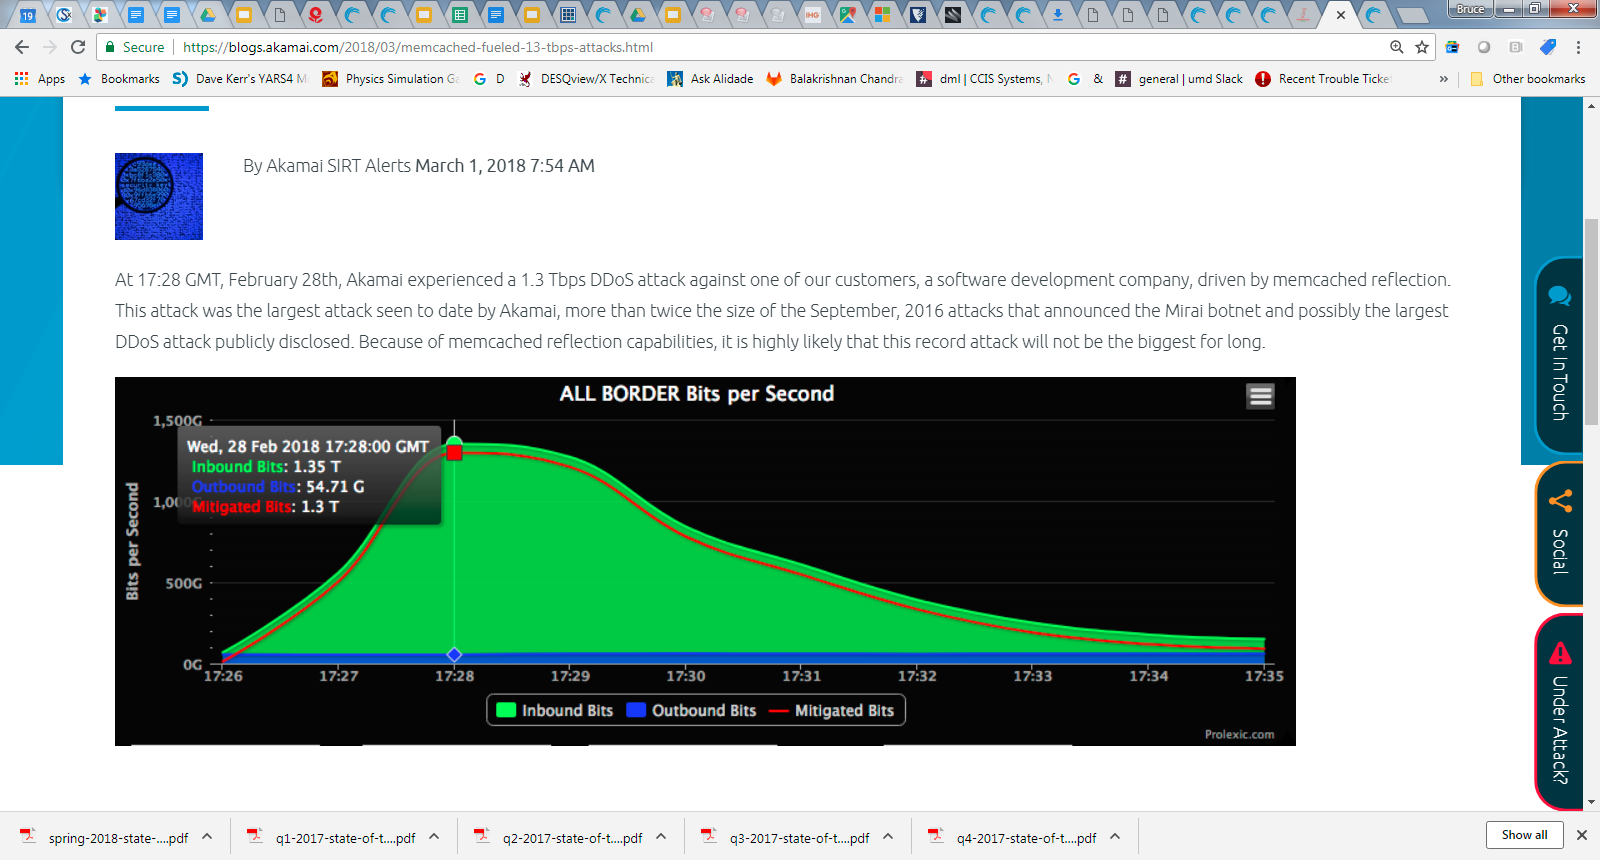 19
IHG
Bruce
Secure https://blogs.akamai.com/2018/03/memcached-fueled-13-tbps-attacks.html
Apps Bookmarks Dave Kerr's YARS4 Physics Simulation D DESQview/X Technica Ask Alidade Balakrishnan Chandra dml | CCIS Systems, & general | umd Slack Recent Trouble Ticket » Other bookmarks
By Akamai SIRT Alerts March 1, 2018 7:54 AM
At 17:28 GMT, February 28th, Akamai experienced a 1.3 Tbps DDoS attack against one of our customers, a software development company, driven by memcached reflection.
This attack was the largest attack seen to date by Akamai, more than twice the size of the September, 2016 attacks that announced the Mirai botnet and possibly the largest
DDoS attack publicly disclosed. Because of memcached reflection capabilities, it is highly likely that this record attack will not be the biggest for long.
ALL BORDER Bits per Second
1,500G
Wed, 28 Feb 2018 17:28:00 GMT
Inbound Bits: 1.35 T
Outbound Bits: 54.71 G
Mitigated Bits: 1.3 T
500G
0G
Bits per Second
17:26 17:27 17:28 17:29 17:30 17:31 17:32 17:33 17:34 17:35
Inbound Bits Outbound Bits Mitigated Bits
Prolexic.com
Get In Touch
Social
Under Attack?
spring-2018-state-....pdf q1-2017-state-of-t....pdf q2-2017-state-of-t....pdf q3-2017-state-of-t....pdf q4-2017-state-of-t....pdf Show all